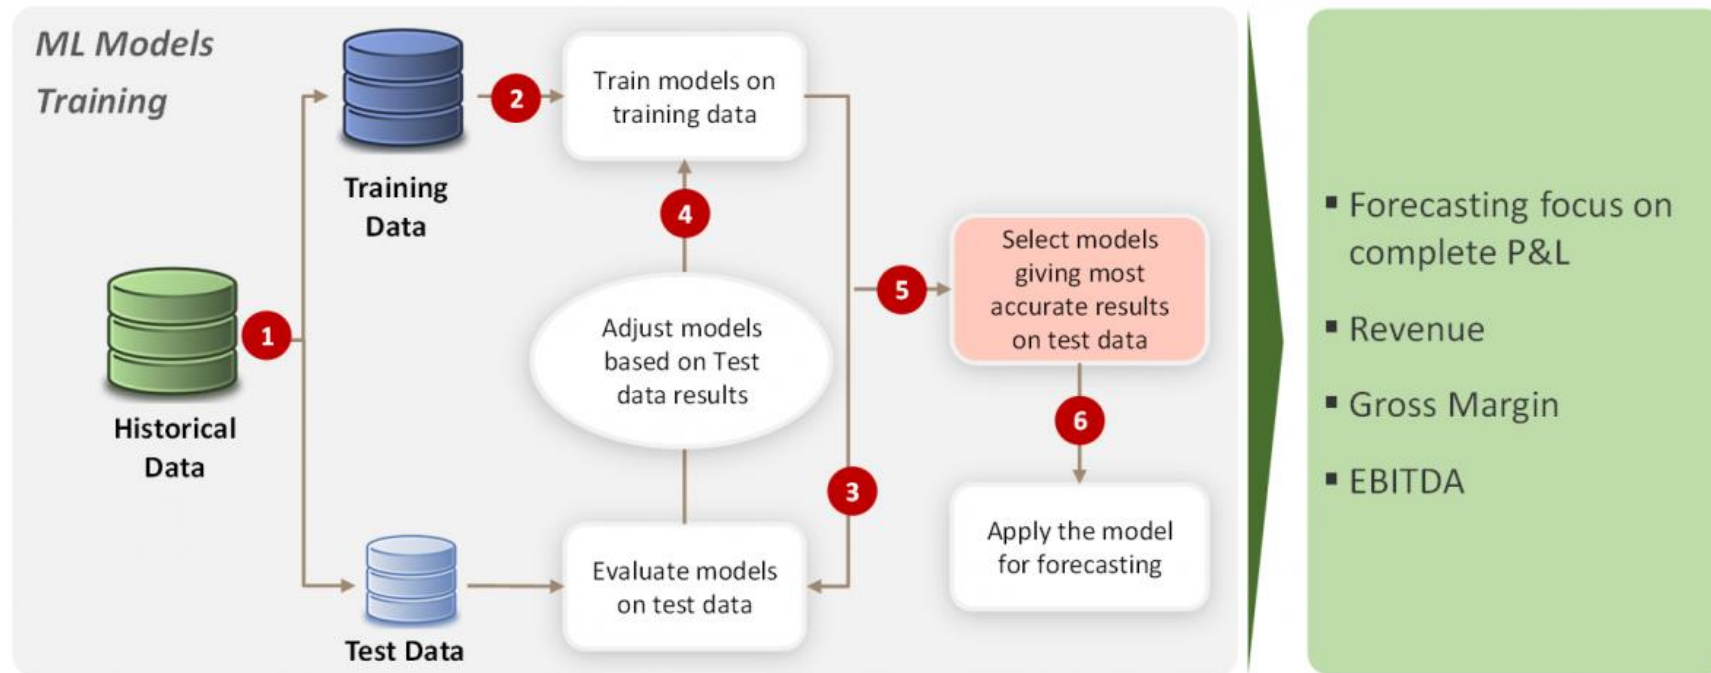 ML Models
Training
Training
Data
Historical
Data
Test Data
1
2
Train models on
training data
4
Adjust models
based on Test
data results
3
Evaluate models
on test data
5
Select models
giving most
accurate results
on test data
6
Apply the model
for forecasting
▪ Forecasting focus on
complete P&L
▪ Revenue
▪ Gross Margin
▪ EBITDA